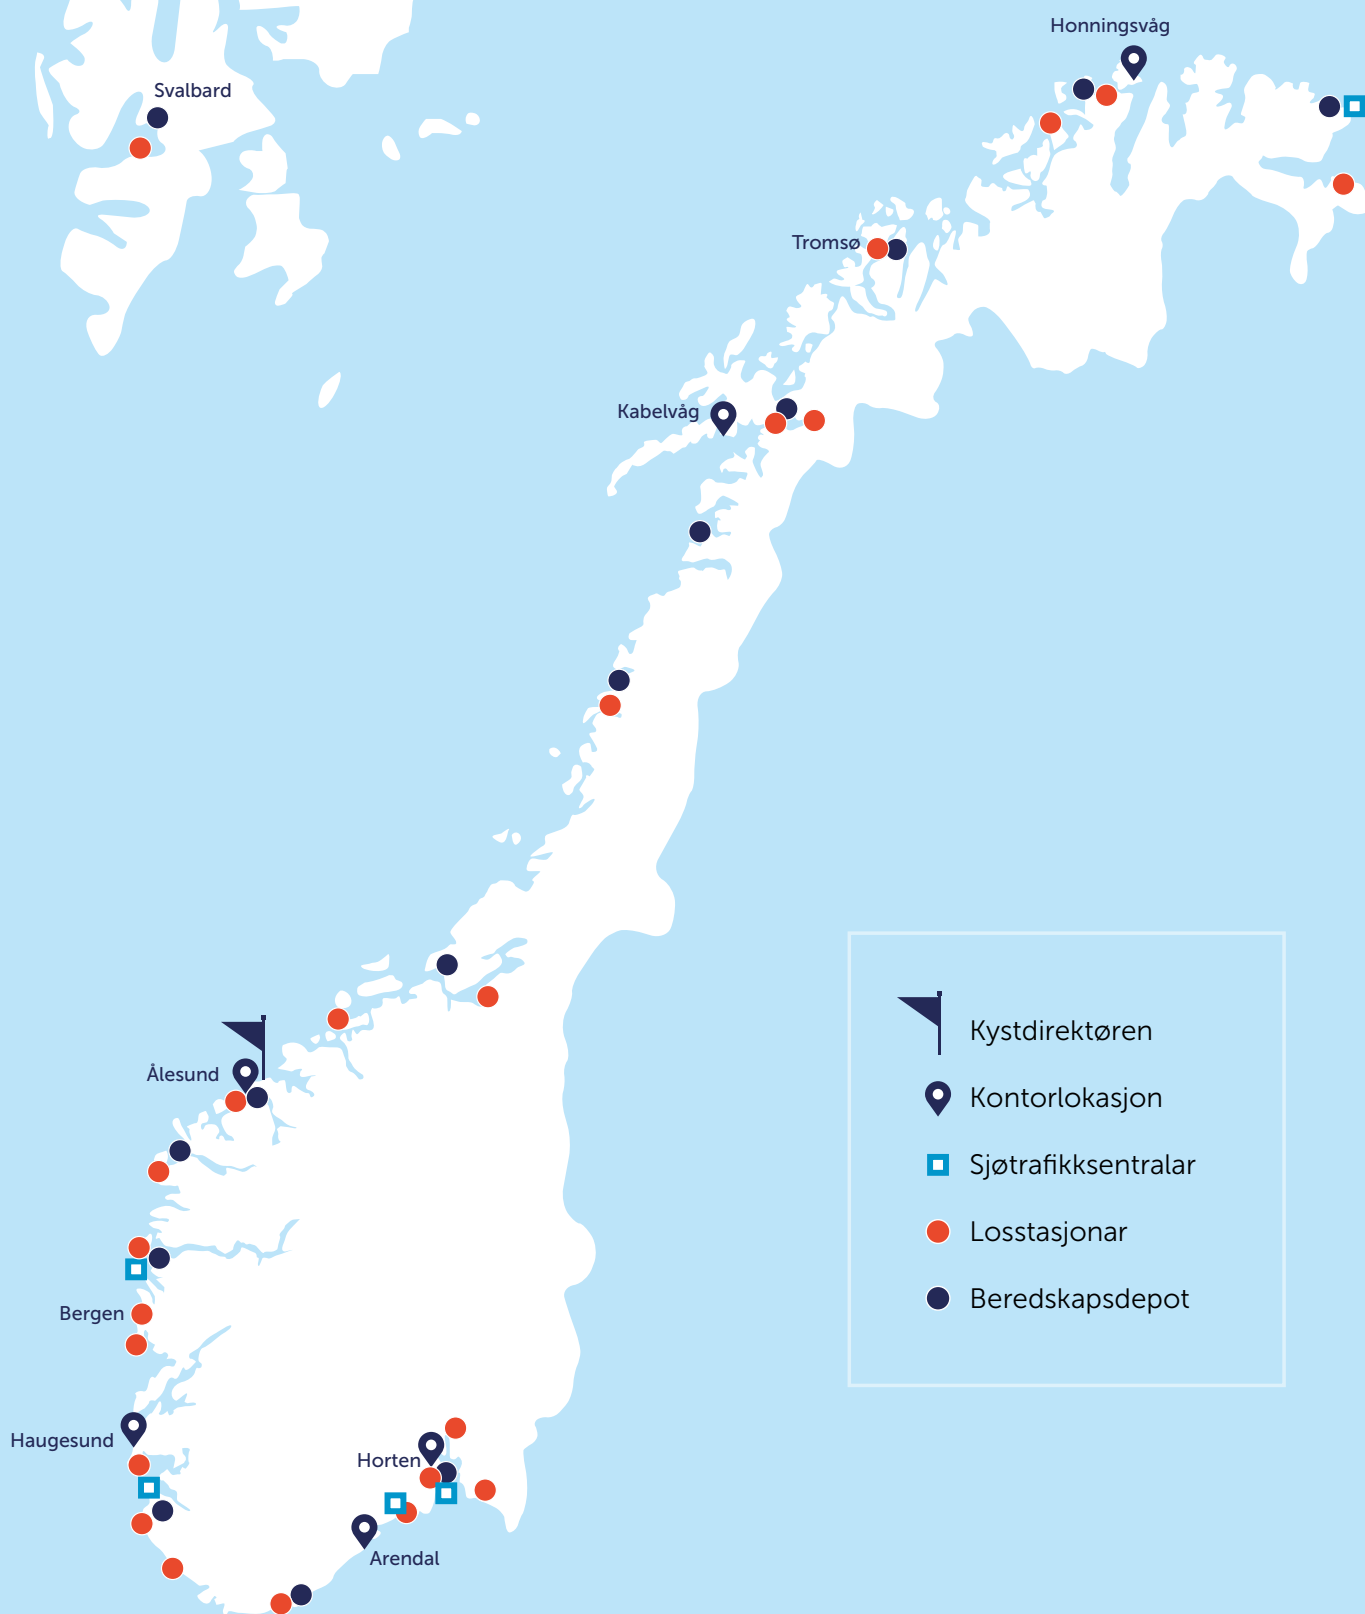 Honningsvåg
Svalbard
Tromsø
Kabelvåg
Ålesund
Bergen
Haugesund
Horten
Arendal
Kystdirektøren
Kontorlokasjon
Sjøtrafikksentralar
Losstasjonar
Beredskapsdepot